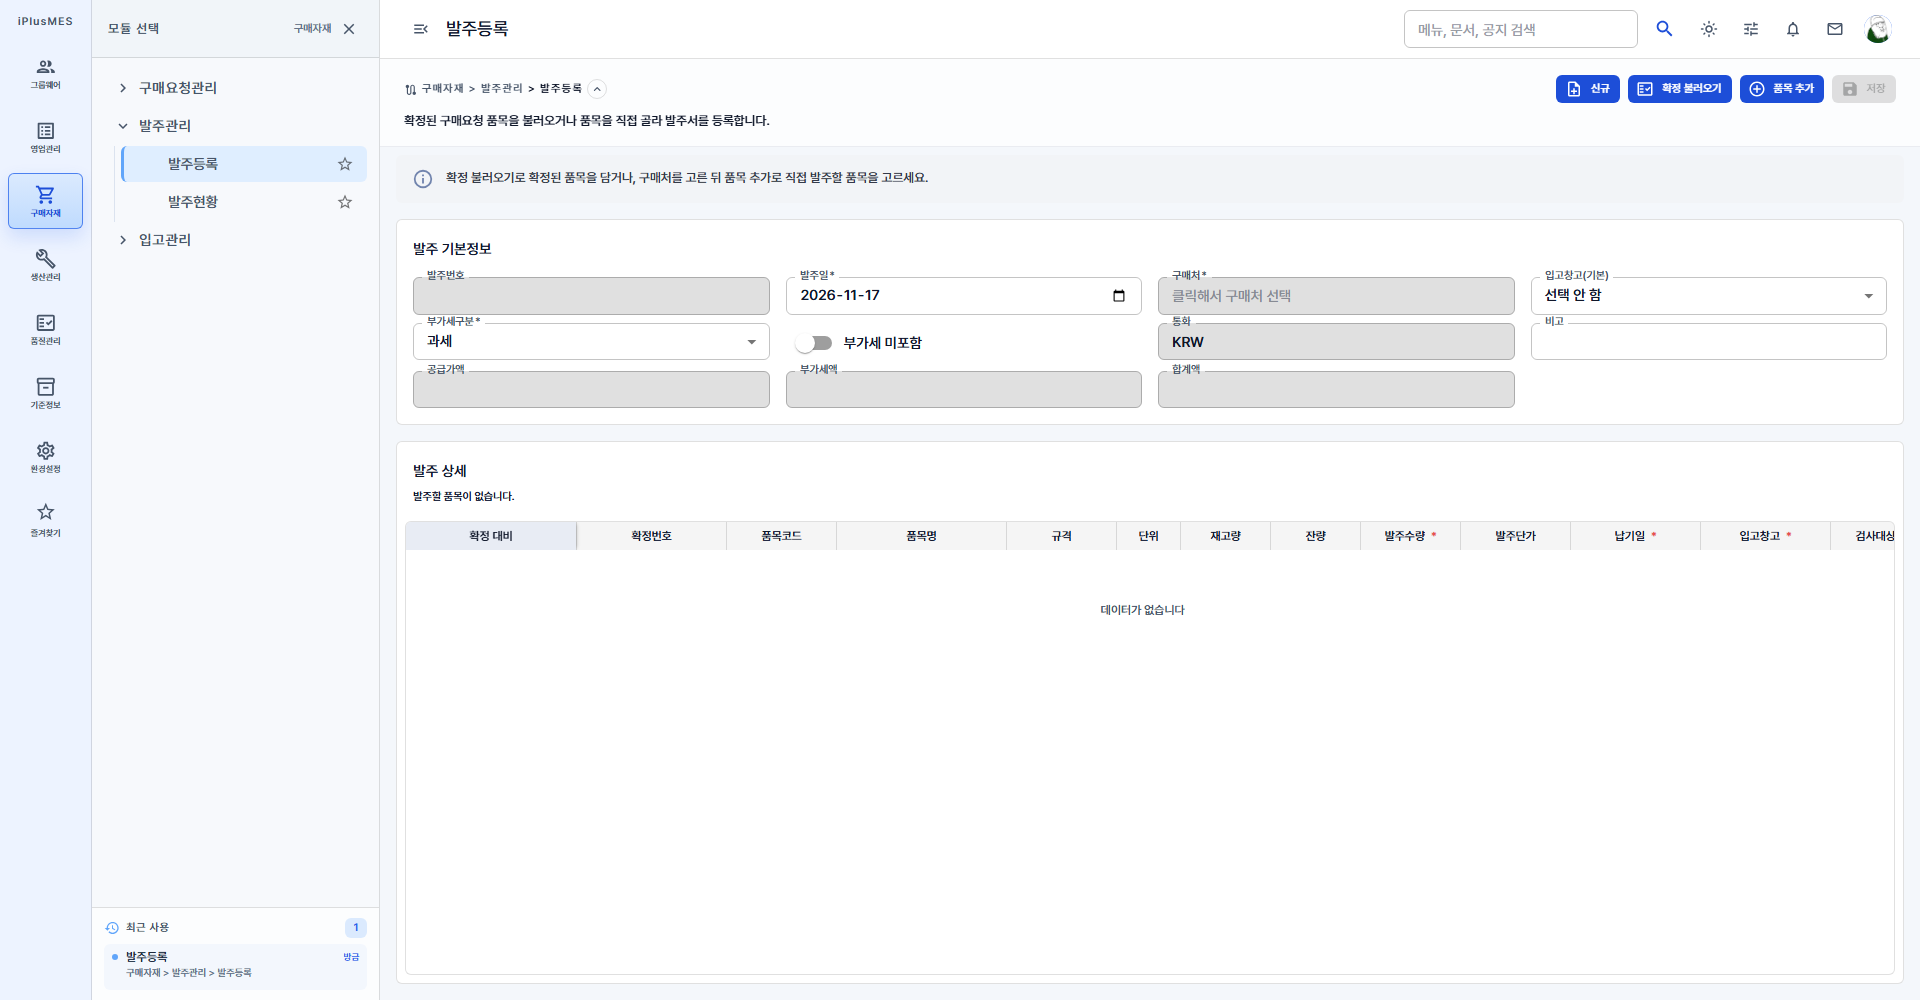 iPlusMES
그룹웨어
영업관리
구매자재
생산관리
품질관리
기준정보
환경설정
즐겨찾기
모듈 선택
구매자재
구매요청관리
발주관리
발주등록
발주현황
입고관리
최근 사용
1
발주등록
방금
구매자재 > 발주관리 > 발주등록
발주등록
메뉴, 문서, 공지 검색
구매자재 > 발주관리 > 발주등록
신규
확정 불러오기
품목 추가
저장
확정된 구매요청 품목을 불러오거나 품목을 직접 골라 발주서를 등록합니다.
확정 불러오기로 확정된 품목을 담거나, 구매처를 고른 뒤 품목 추가로 직접 발주할 품목을 고르세요.
발주 기본정보
발주번호
발주일*
2026-11-17
구매처*
클릭해서 구매처 선택
입고창고(기본)
선택 안 함
부가세구분*
과세
부가세 미포함
통화
KRW
비고
공급가액
부가세액
합계액
발주 상세
발주할 품목이 없습니다.
확정 대비
확정번호
품목코드
품목명
규격
단위
재고량
잔량
발주수량 *
발주단가
납기일 *
입고창고 *
검사대상
데이터가 없습니다